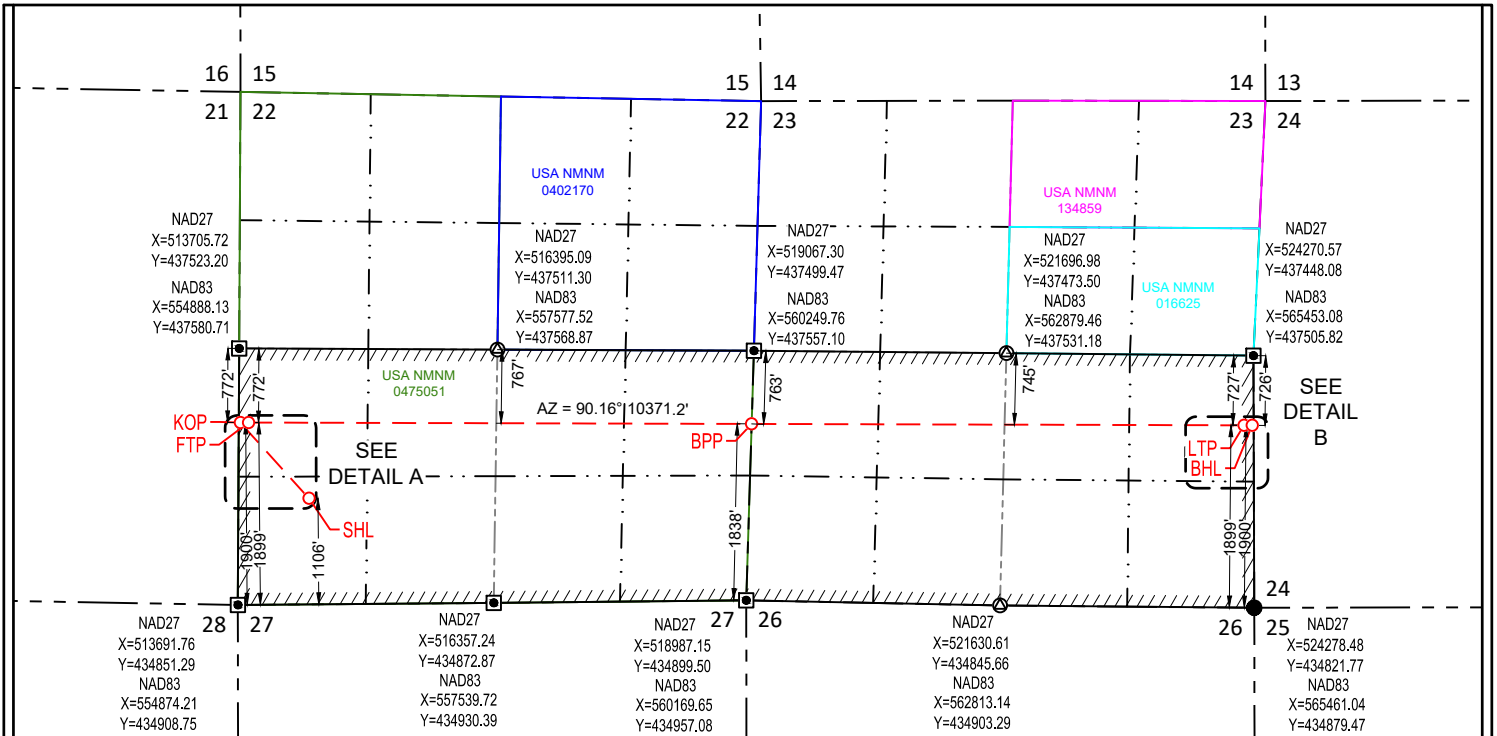 16 15
21 22
15 14
22 23
14 13
23 24
USA NMNM
0402170
USA NMNM
134859
NAD27
X=513705.72
Y=437523.20
NAD83
X=554888.13
Y=437580.71
NAD27
X=516395.09
Y=437511.30
NAD83
X=557577.52
Y=437568.87
NAD27
X=519067.30
Y=437499.47
NAD83
X=560249.76
Y=437557.10
NAD27
X=521696.98
Y=437473.50
NAD83
X=562879.46
Y=437531.18
USA NMNM
016625
NAD27
X=524270.57
Y=437448.08
NAD83
X=565453.08
Y=437505.82
USA NMNM
0475051
772'
772'
767'
763'
745'
727'
726'
AZ = 90.16° 10371.2'
KOP
FTP
SEE
DETAIL A
SHL
BPP
LTP
BHL
SEE
DETAIL
B
1900'
1899'
1106'
1838'
1899'
1900'
28 27
27 26
24
26 25
NAD27
X=513691.76
Y=434851.29
NAD83
X=554874.21
Y=434908.75
NAD27
X=516357.24
Y=434872.87
NAD83
X=557539.72
Y=434930.39
NAD27
X=518987.15
Y=434899.50
NAD83
X=560169.65
Y=434957.08
NAD27
X=521630.61
Y=434845.66
NAD83
X=562813.14
Y=434903.29
NAD27
X=524278.48
Y=434821.77
NAD83
X=565461.04
Y=434879.47